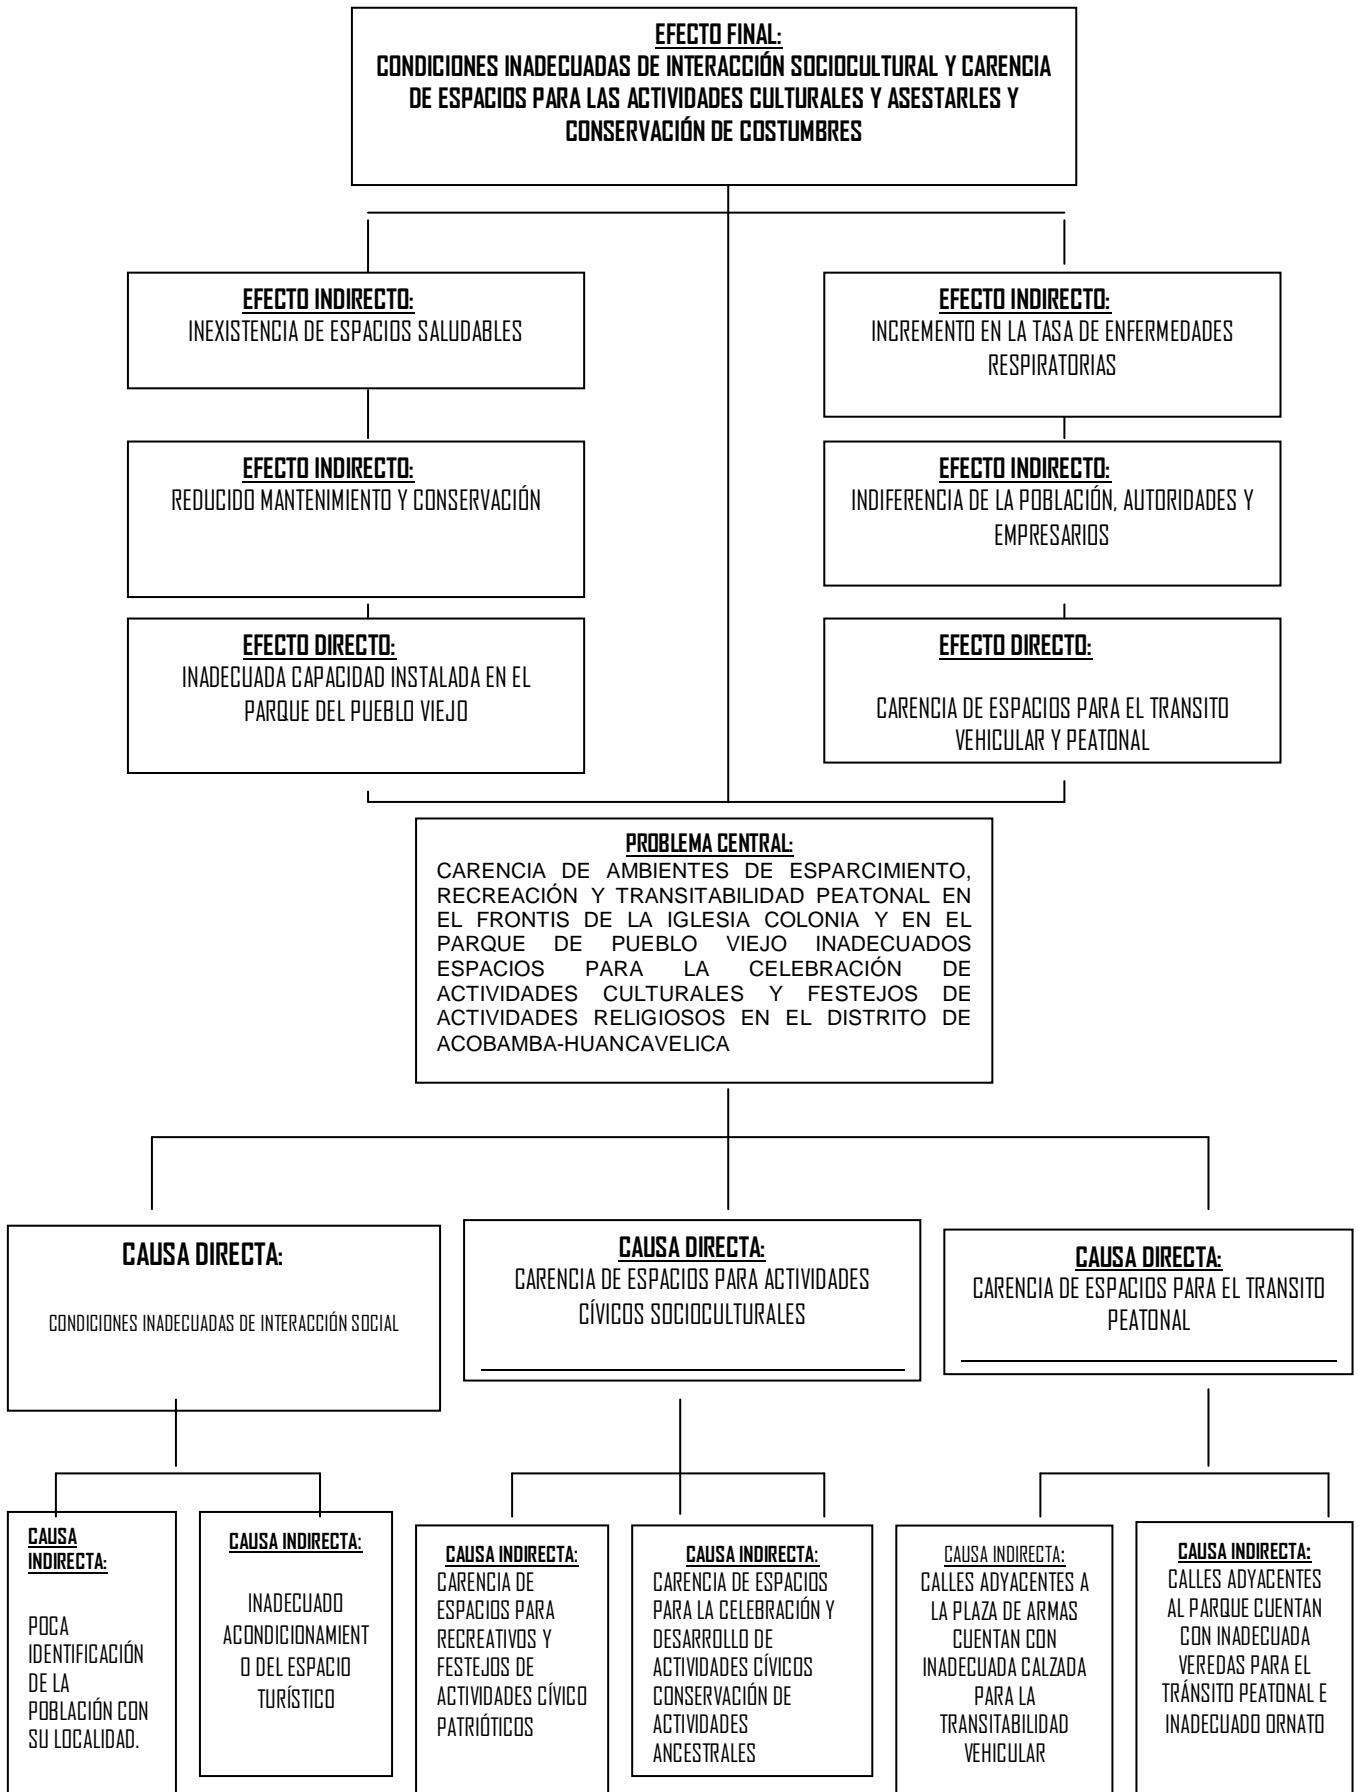 EFECTO FINAL:
CONDICIONES INADECUADAS DE INTERACCIÓN SOCIOCULTURAL Y CARENCIA
DE ESPACIOS PARA LAS ACTIVIDADES CULTURALES Y ASESTARLES Y
CONSERVACIÓN DE COSTUMBRES
EFECTO INDIRECTO:
INEXISTENCIA DE ESPACIOS SALUDABLES
EFECTO INDIRECTO:
INCREMENTO EN LA TASA DE ENFERMEDADES
RESPIRATORIAS
EFECTO INDIRECTO:
REDUCIDO MANTENIMIENTO Y CONSERVACIÓN
EFECTO INDIRECTO:
INDIFERENCIA DE LA POBLACIÓN, AUTORIDADES Y
EMPRESARIOS
EFECTO DIRECTO:
INADECUADA CAPACIDAD INSTALADA EN EL
PARQUE DEL PUEBLO VIEJO
EFECTO DIRECTO:
CARENCIA DE ESPACIOS PARA EL TRANSITO
VEHICULAR Y PEATONAL
PROBLEMA CENTRAL:
CARENCIA DE AMBIENTES DE ESPARCIMIENTO,
RECREACIÓN Y TRANSITABILIDAD PEATONAL EN
EL FRONTIS DE LA IGLESIA COLONIA Y EN EL
PARQUE DE PUEBLO VIEJO INADECUADOS
ESPACIOS PARA LA CELEBRACIÓN DE
ACTIVIDADES CULTURALES Y FESTEJOS DE
ACTIVIDADES RELIGIOSOS EN EL DISTRITO DE
ACOBAMBA-HUANCAVELICA
CAUSA DIRECTA:
CONDICIONES INADECUADAS DE INTERACCIÓN SOCIAL
CAUSA DIRECTA:
CARENCIA DE ESPACIOS PARA ACTIVIDADES
CÍVICOS SOCIOCULTURALES
CAUSA DIRECTA:
CARENCIA DE ESPACIOS PARA EL TRANSITO
PEATONAL
CAUSA
INDIRECTA:
POCA
IDENTIFICACIÓN
DE LA
POBLACIÓN CON
SU LOCALIDAD.
CAUSA INDIRECTA:
INADECUADO
ACONDICIONAMIENT
O DEL ESPACIO
TURÍSTICO
CAUSA INDIRECTA:
CARENCIA DE
ESPACIOS PARA
RECREATIVOS Y
FESTEJOS DE
ACTIVIDADES CÍVICO
PATRIÓTICOS
CAUSA INDIRECTA:
CARENCIA DE ESPACIOS
PARA LA CELEBRACIÓN Y
DESARROLLO DE
ACTIVIDADES CÍVICOS
CONSERVACIÓN DE
ACTIVIDADES
ANCESTRALES
CAUSA INDIRECTA:
CALLES ADYACENTES A
LA PLAZA DE ARMAS
CUENTAN CON
INADECUADA CALZADA
PARA LA
TRANSITABILIDAD
VEHICULAR
CAUSA INDIRECTA:
CALLES ADYACENTES
AL PARQUE CUENTAN
CON INADECUADA
VEREDAS PARA EL
TRÁNSITO PEATONAL E
INADECUADO ORNATO